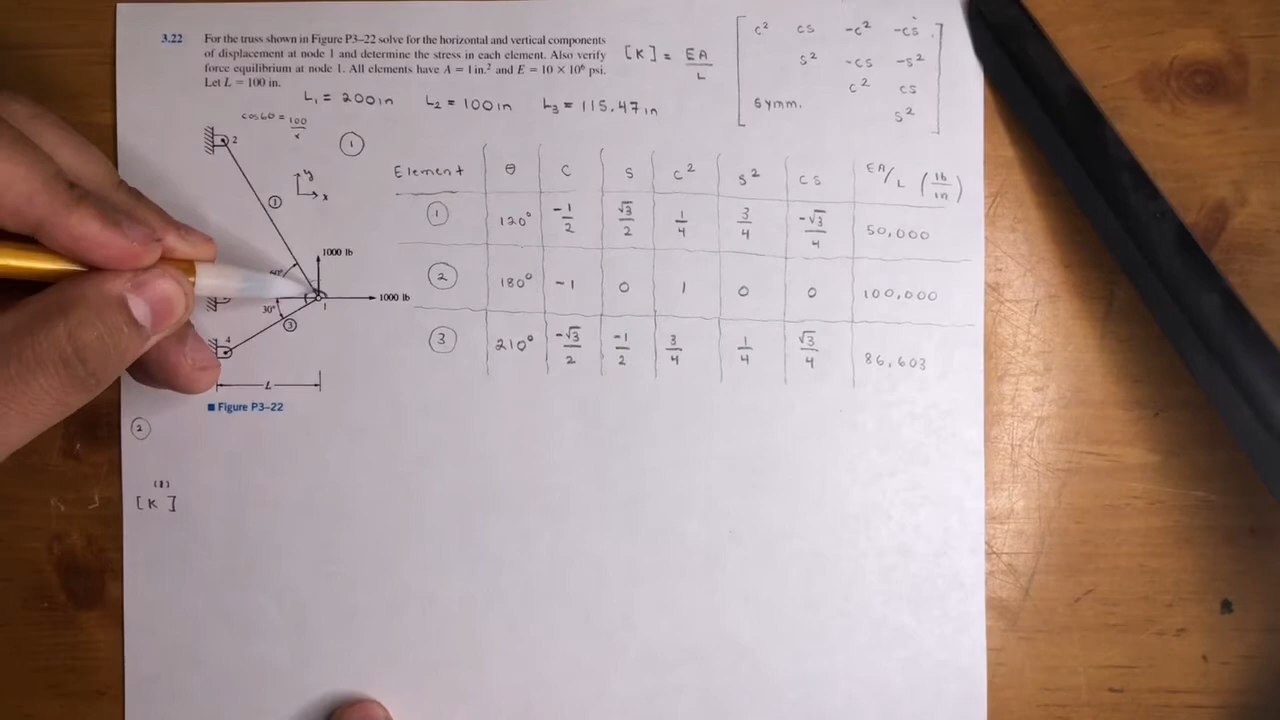 3.22 For the truss shown in Figure P3–22 solve for the horizontal and vertical components
of displacement at node 1 and determine the stress in each element. Also verify
force equilibrium at node 1. All elements have A = 1 in.² and E = 10 × 10⁶ psi.
Let L = 100 in.
[K] = EA/L
c² cs -c² -cs
s² -cs -s²
c² cs
symm. s²
L₁ = 200in L₂ = 100in L₃ = 115.47in
cos60 = 100/x
1
2
y
x
1
1000 lb
60°
1000 lb
1
30°
3
4
L
■ Figure P3–22
Element θ C S c² s² cs EA/L (lb/in)
1 120° -1/2 √3/2 1/4 3/4 -√3/4 50,000
2 180° -1 0 1 0 0 100,000
3 210° -√3/2 -1/2 3/4 1/4 √3/4 86,603
2
(1)
[K]